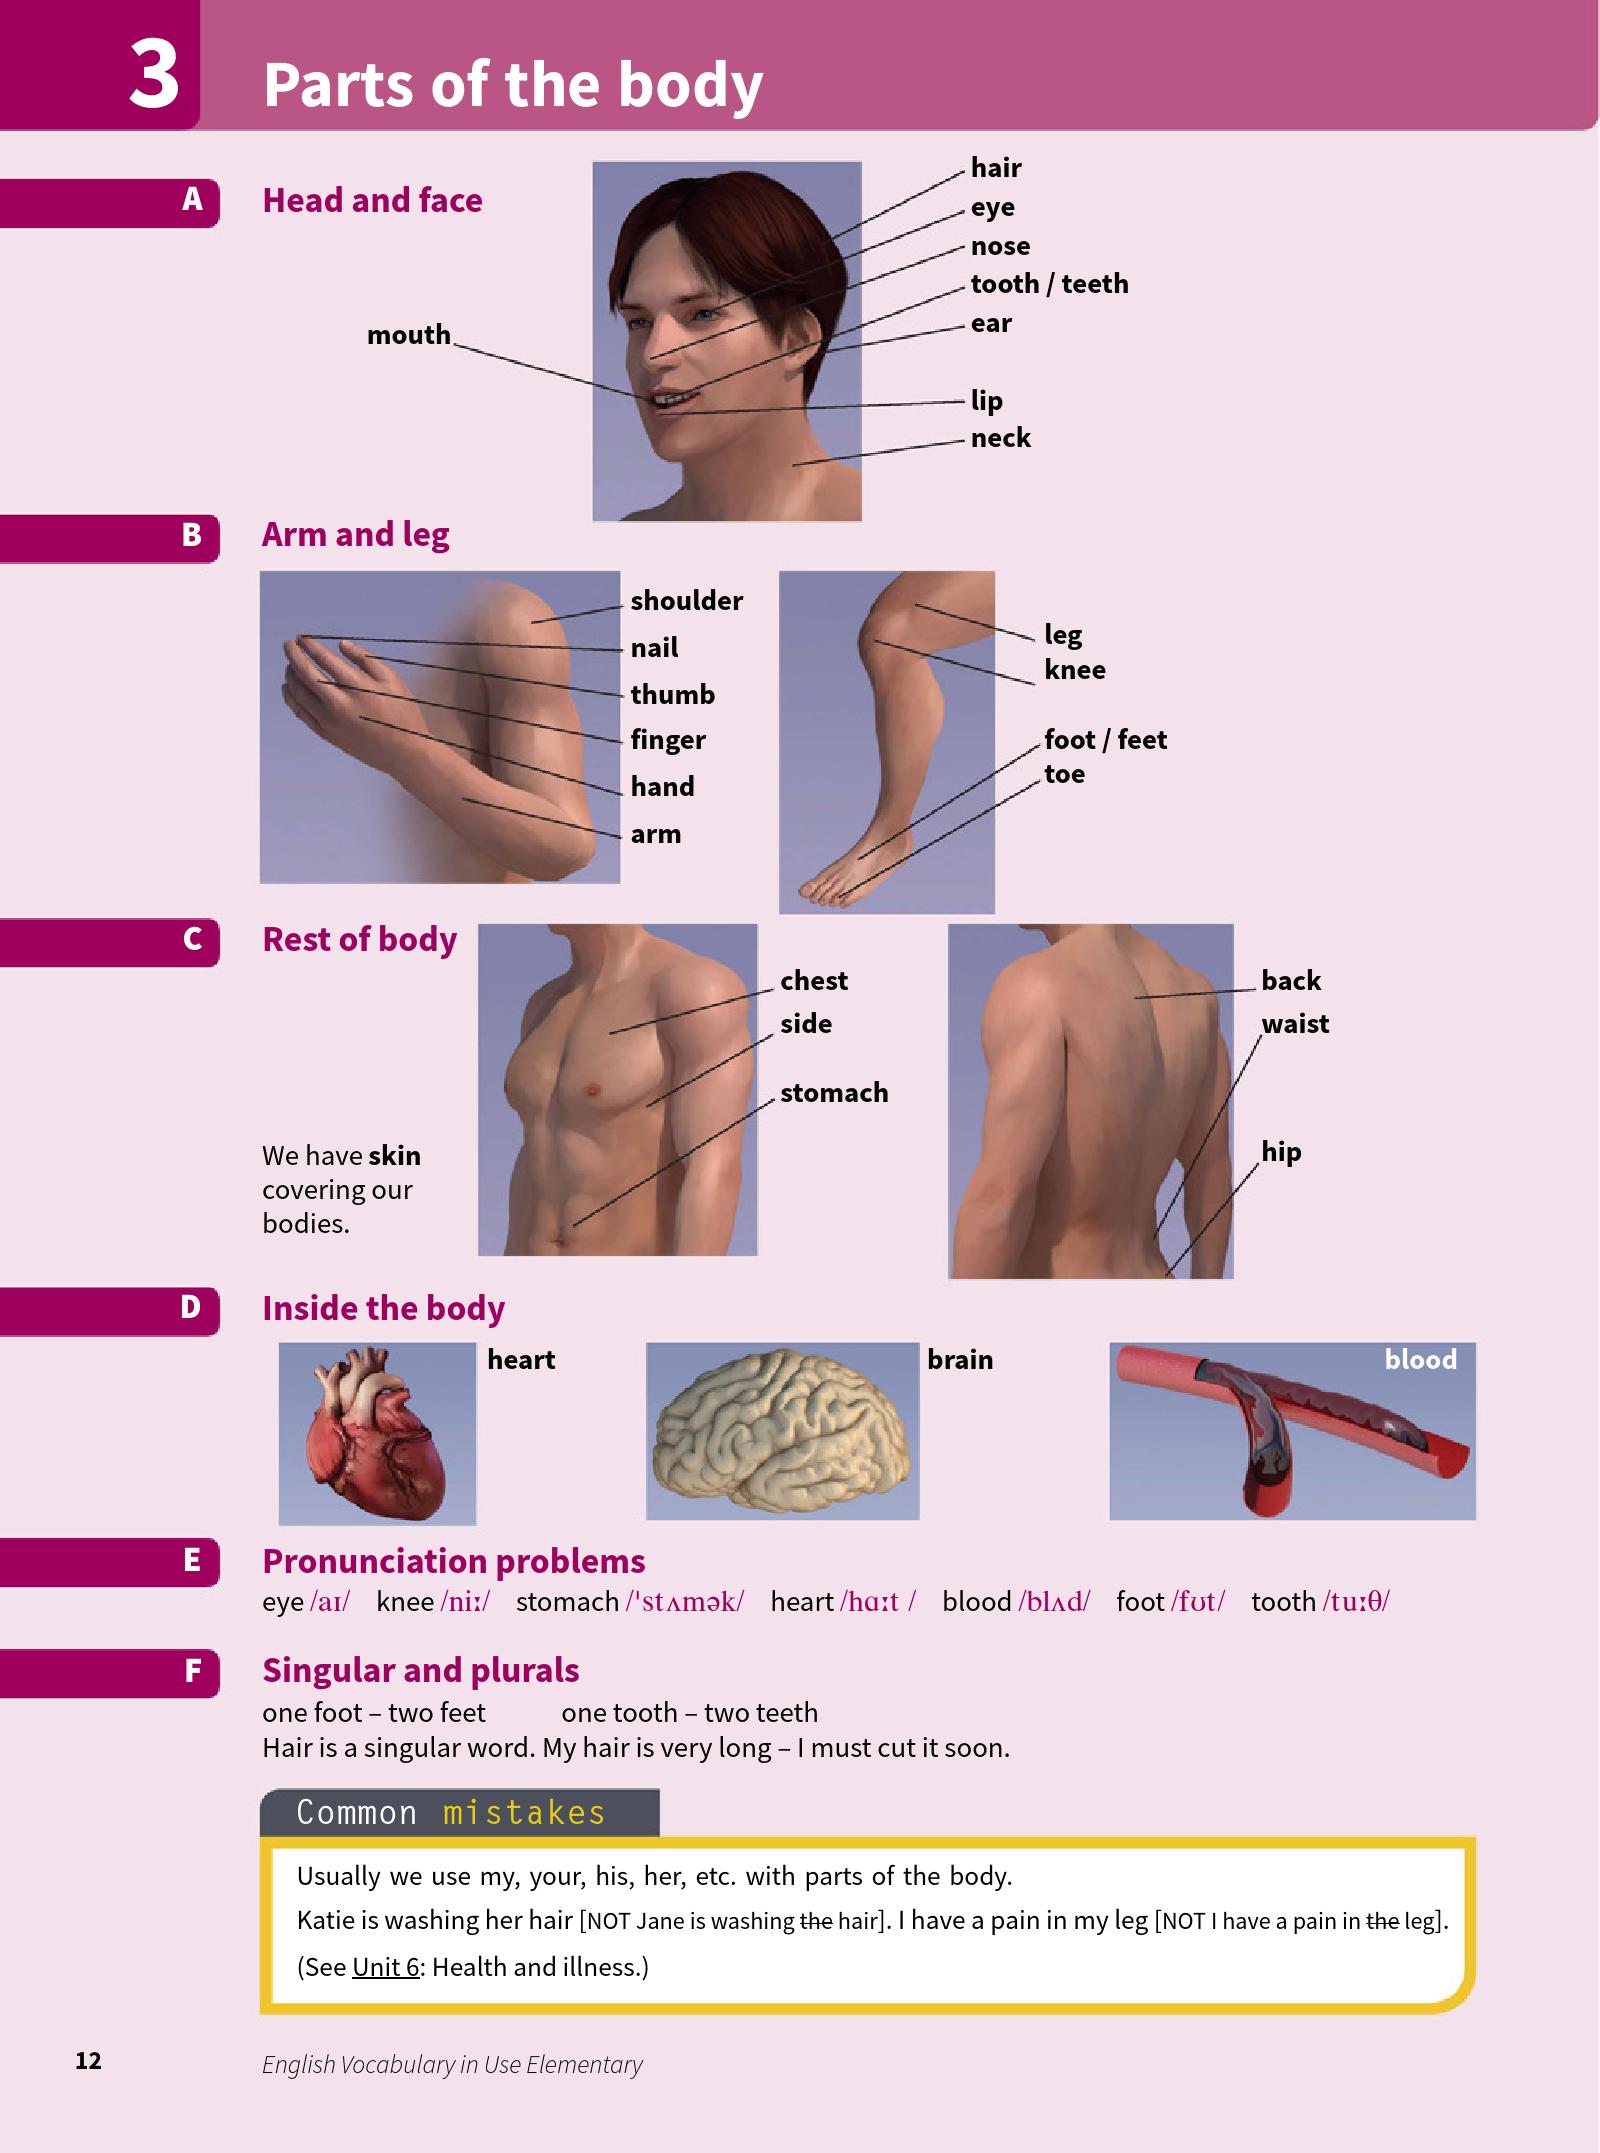 3
Parts of the body
A
Head and face
hair
eye
nose
tooth / teeth
ear
mouth
lip
neck
B
Arm and leg
shoulder
nail
thumb
finger
hand
arm
leg
knee
foot / feet
toe
C
Rest of body
chest
side
stomach
back
waist
hip
We have skin
covering our
bodies.
D
Inside the body
heart
brain
blood
E
Pronunciation problems
eye /aɪ/ knee /niː/ stomach /ˈstʌmək/ heart /hɑːt / blood /blʌd/ foot /fʊt/ tooth /tuːθ/
F
Singular and plurals
one foot – two feet one tooth – two teeth
Hair is a singular word. My hair is very long – I must cut it soon.
Common mistakes
Usually we use my, your, his, her, etc. with parts of the body.
Katie is washing her hair [NOT Jane is washing the hair]. I have a pain in my leg [NOT I have a pain in the leg].
(See Unit 6: Health and illness.)
12
English Vocabulary in Use Elementary